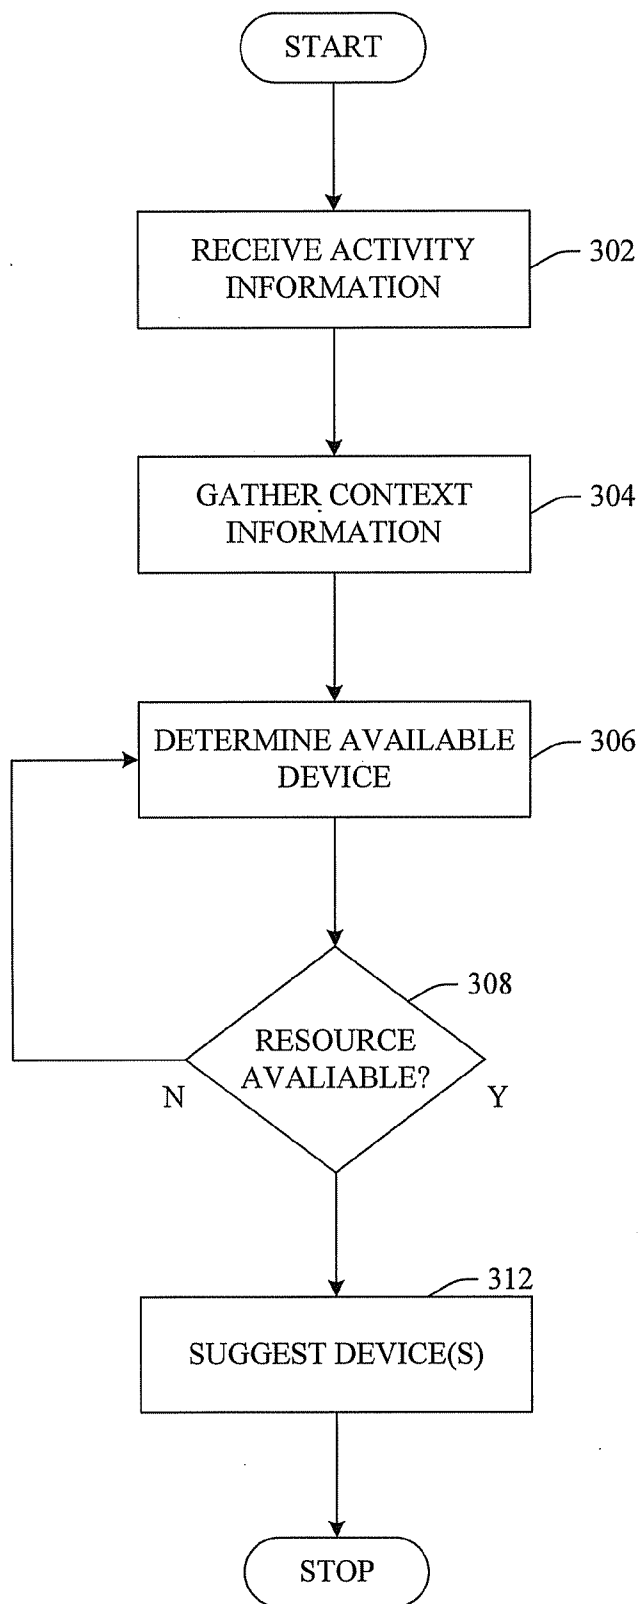 START
RECEIVE ACTIVITY
INFORMATION
302
GATHER CONTEXT
INFORMATION
304
DETERMINE AVAILABLE
DEVICE
306
308
RESOURCE
AVALIABLE?
N
Y
312
SUGGEST DEVICE(S)
STOP